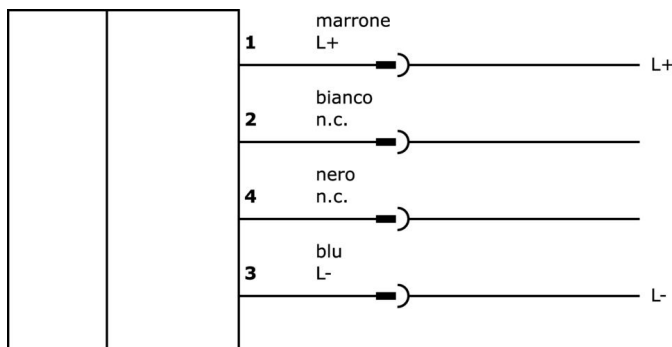 marrone
1 L+ L+
bianco
2 n.c.
nero
4 n.c.
blu
3 L- L-